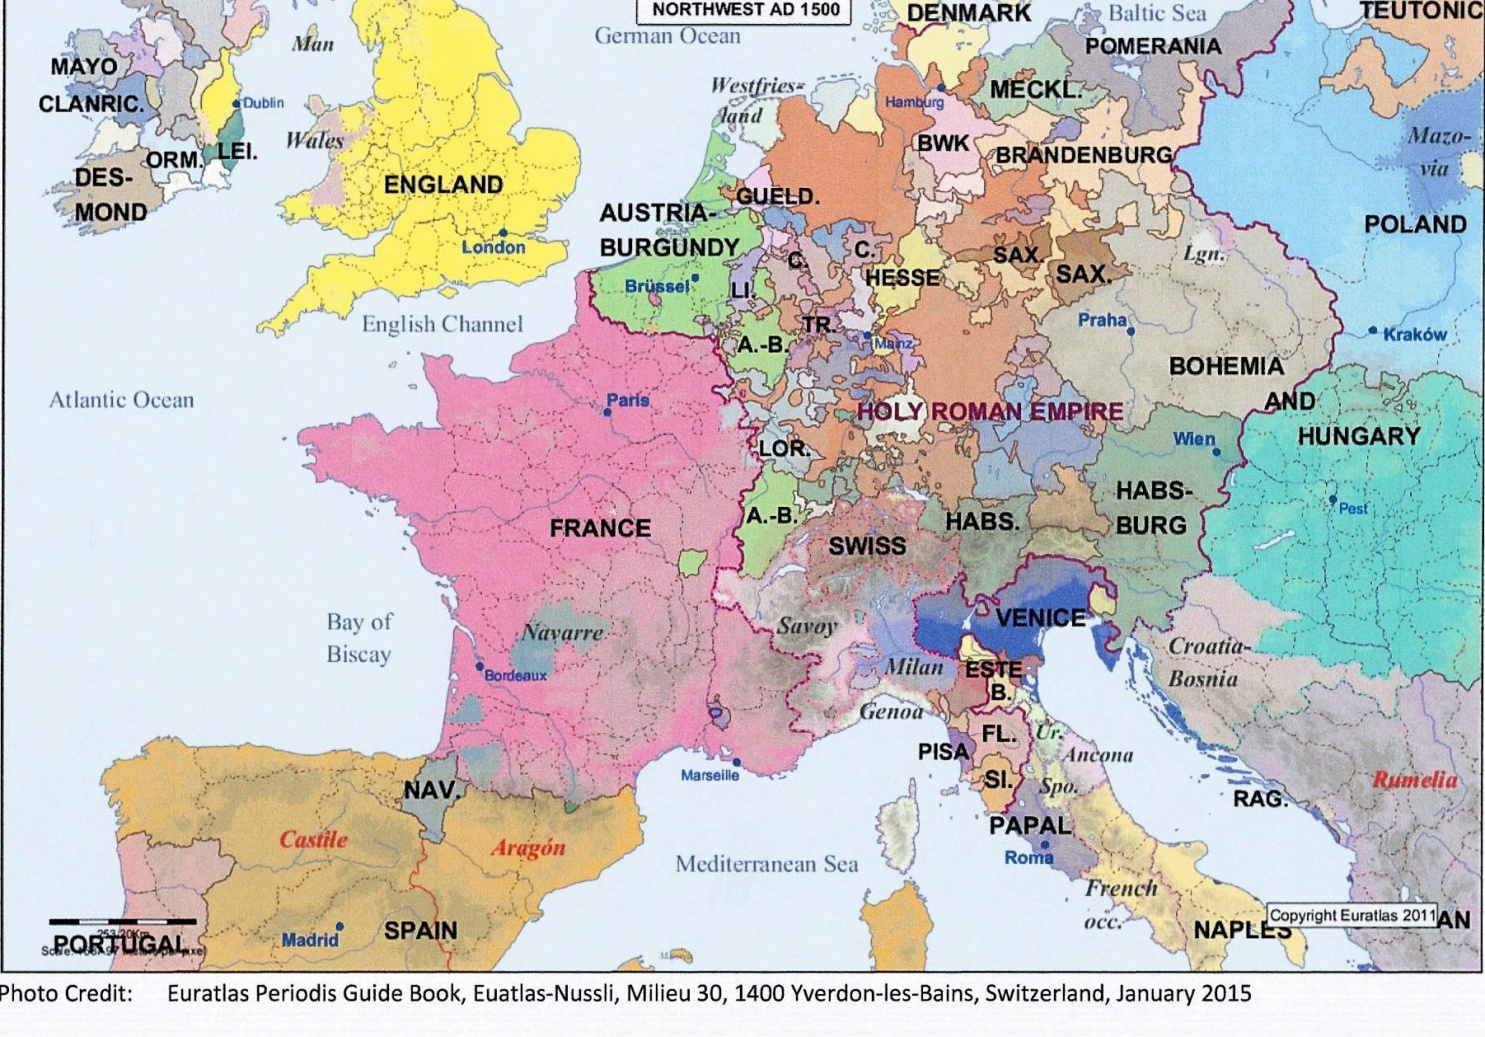 NORTHWEST AD 1500
DENMARK
Baltic Sea
TEUTONIC
Man
German Ocean
POMERANIA
MAYO
Westfries=
land
MECKL.
CLANRIC.
Dublin
Hamburg
Mazo-
via
Wales
BWK
BRANDENBURG
ORM.
LEI.
DES-
MOND
ENGLAND
GUELD.
AUSTRIA-
BURGUNDY
POLAND
London
C.
C.
SAX.
SAX.
Lgn.
HESSE
Brüssel
LI.
English Channel
TR.
Praha
Kraków
A.-B.
Mainz
BOHEMIA
AND
HUNGARY
Atlantic Ocean
Paris
HOLY ROMAN EMPIRE
LOR.
Wien
HABS-
BURG
Pest
FRANCE
A.-B.
HABS.
SWISS
Bay of
Biscay
Navarre
Savoy
VENICE
Croatia-
Bosnia
Bordeaux
Milan
ESTE
B.
Genoa
FL.
Ur.
PISA
Ancona
Marseille
SI.
Spo.
Rumelia
NAV.
RAG.
PAPAL
Castile
Aragón
Mediterranean Sea
Roma
French
occ.
Copyright Euratlas 2011
AN
Madrid
SPAIN
NAPLES
PORTUGAL
Photo Credit: Euratlas Periodis Guide Book, Euatlas-Nussli, Milieu 30, 1400 Yverdon-les-Bains, Switzerland, January 2015